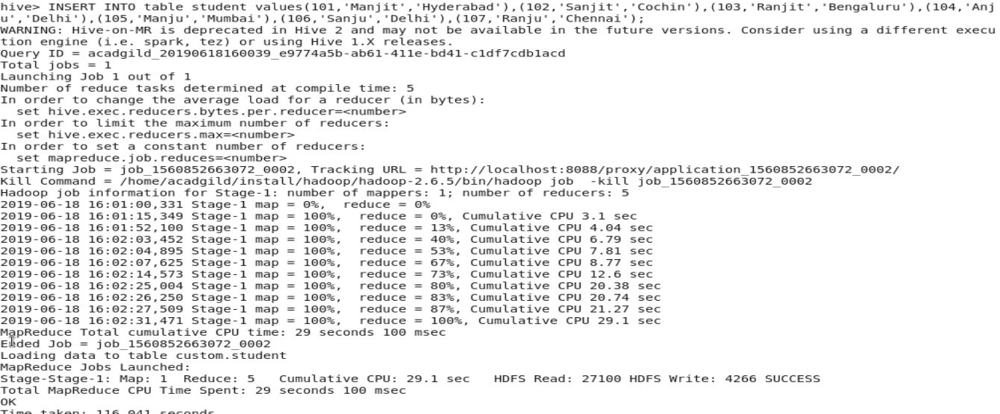 hive> INSERT INTO table student values(101,'Manjit','Hyderabad'),(102,'Sanjit','Cochin'),(103,'Ranjit','Bengaluru'),(104,'Anj
u','Delhi'),(105,'Manju','Mumbai'),(106,'Sanju','Delhi'),(107,'Ranju','Chennai');
WARNING: Hive-on-MR is deprecated in Hive 2 and may not be available in the future versions. Consider using a different execu
tion engine (i.e. spark, tez) or using Hive 1.X releases.
Query ID = acadgild_20190618160039_e9774a5b-ab61-411e-bd41-c1df7cdb1acd
Total jobs = 1
Launching Job 1 out of 1
Number of reduce tasks determined at compile time: 5
In order to change the average load for a reducer (in bytes):
  set hive.exec.reducers.bytes.per.reducer=<number>
In order to limit the maximum number of reducers:
  set hive.exec.reducers.max=<number>
In order to set a constant number of reducers:
  set mapreduce.job.reduces=<number>
Starting Job = job_1560852663072_0002, Tracking URL = http://localhost:8088/proxy/application_1560852663072_0002/
Kill Command = /home/acadgild/install/hadoop/hadoop-2.6.5/bin/hadoop job  -kill job_1560852663072_0002
Hadoop job information for Stage-1: number of mappers: 1; number of reducers: 5
2019-06-18 16:01:00,331 Stage-1 map = 0%,  reduce = 0%
2019-06-18 16:01:15,349 Stage-1 map = 100%,  reduce = 0%, Cumulative CPU 3.1 sec
2019-06-18 16:01:52,100 Stage-1 map = 100%,  reduce = 13%, Cumulative CPU 4.04 sec
2019-06-18 16:02:03,452 Stage-1 map = 100%,  reduce = 40%, Cumulative CPU 6.79 sec
2019-06-18 16:02:04,895 Stage-1 map = 100%,  reduce = 53%, Cumulative CPU 7.81 sec
2019-06-18 16:02:07,625 Stage-1 map = 100%,  reduce = 67%, Cumulative CPU 8.77 sec
2019-06-18 16:02:14,573 Stage-1 map = 100%,  reduce = 73%, Cumulative CPU 12.6 sec
2019-06-18 16:02:25,004 Stage-1 map = 100%,  reduce = 80%, Cumulative CPU 20.38 sec
2019-06-18 16:02:26,250 Stage-1 map = 100%,  reduce = 83%, Cumulative CPU 20.74 sec
2019-06-18 16:02:27,509 Stage-1 map = 100%,  reduce = 87%, Cumulative CPU 21.27 sec
2019-06-18 16:02:31,471 Stage-1 map = 100%,  reduce = 100%, Cumulative CPU 29.1 sec
MapReduce Total cumulative CPU time: 29 seconds 100 msec
Ended Job = job_1560852663072_0002
Loading data to table custom.student
MapReduce Jobs Launched:
Stage-Stage-1: Map: 1  Reduce: 5   Cumulative CPU: 29.1 sec   HDFS Read: 27100 HDFS Write: 4266 SUCCESS
Total MapReduce CPU Time Spent: 29 seconds 100 msec
OK
Time taken: 116.041 seconds